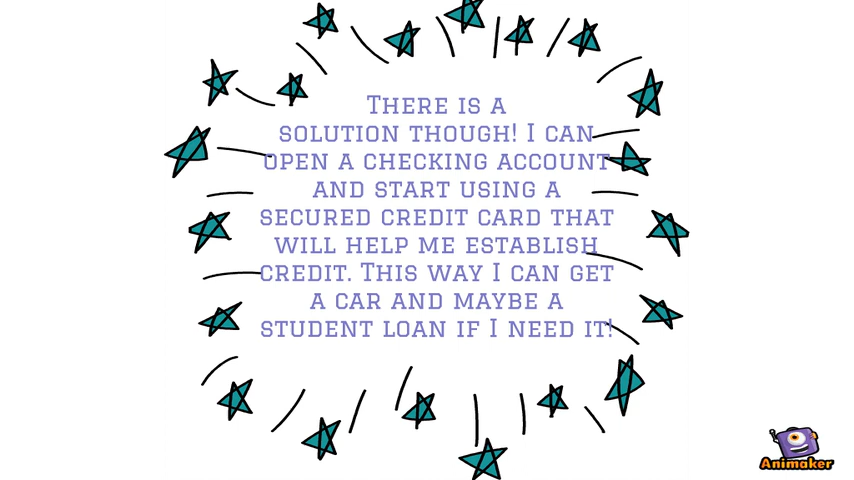 There is a
solution though! I can
open a checking account
and start using a
secured credit card that
will help me establish
credit. This way I can get
a car and maybe a
student loan if I need it!
Animaker